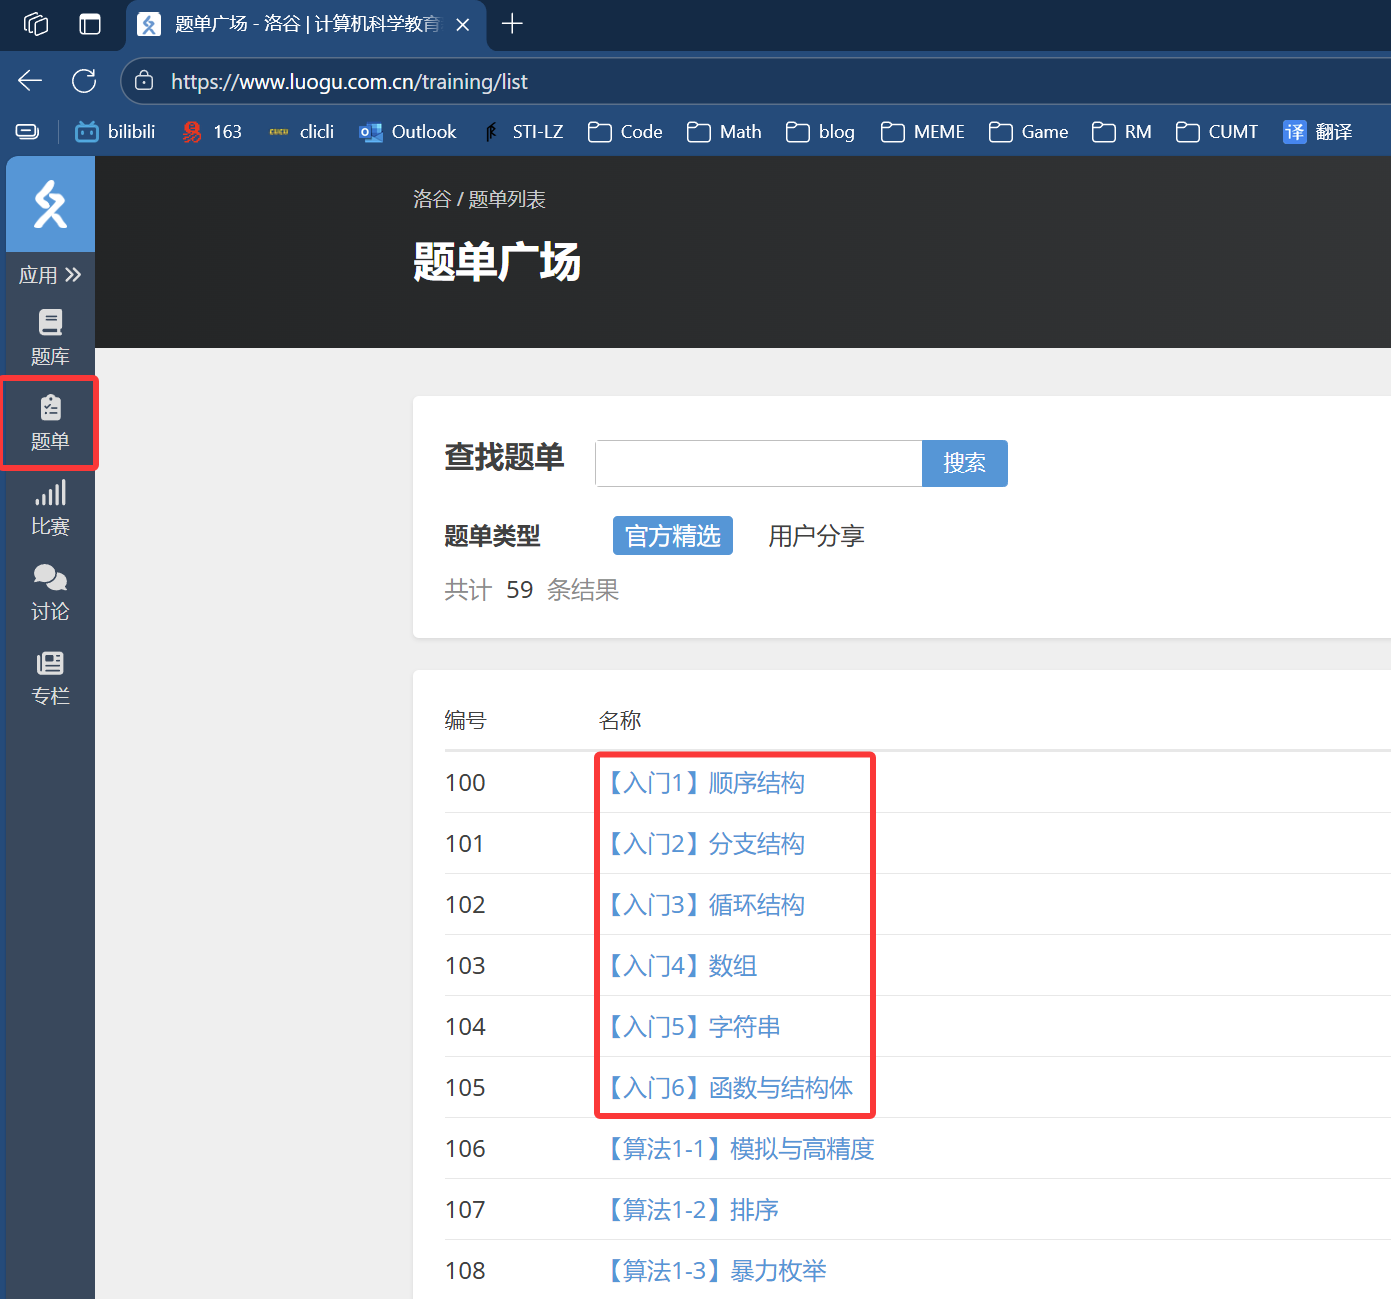 题单广场 - 洛谷 | 计算机科学教育
https://www.luogu.com.cn/training/list
bilibili 163 clicli Outlook STI-LZ Code Math blog MEME Game RM CUMT 译 翻译
洛谷 / 题单列表
题单广场
应用
题库
题单
比赛
讨论
专栏
查找题单 搜索
题单类型 官方精选 用户分享
共计 59 条结果
编号 名称
100 【入门1】顺序结构
101 【入门2】分支结构
102 【入门3】循环结构
103 【入门4】数组
104 【入门5】字符串
105 【入门6】函数与结构体
106 【算法1-1】模拟与高精度
107 【算法1-2】排序
108 【算法1-3】暴力枚举